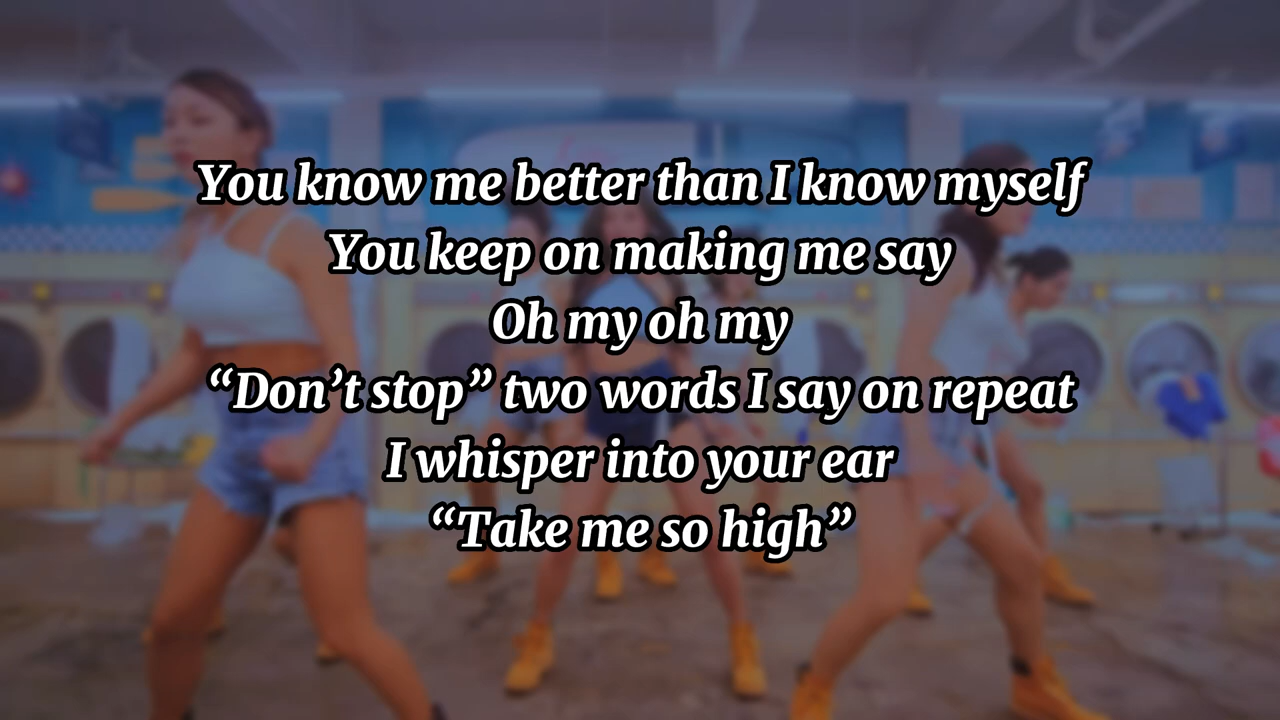 You know me better than I know myself
You keep on making me say
Oh my oh my
“Don’t stop” two words I say on repeat
I whisper into your ear
“Take me so high”